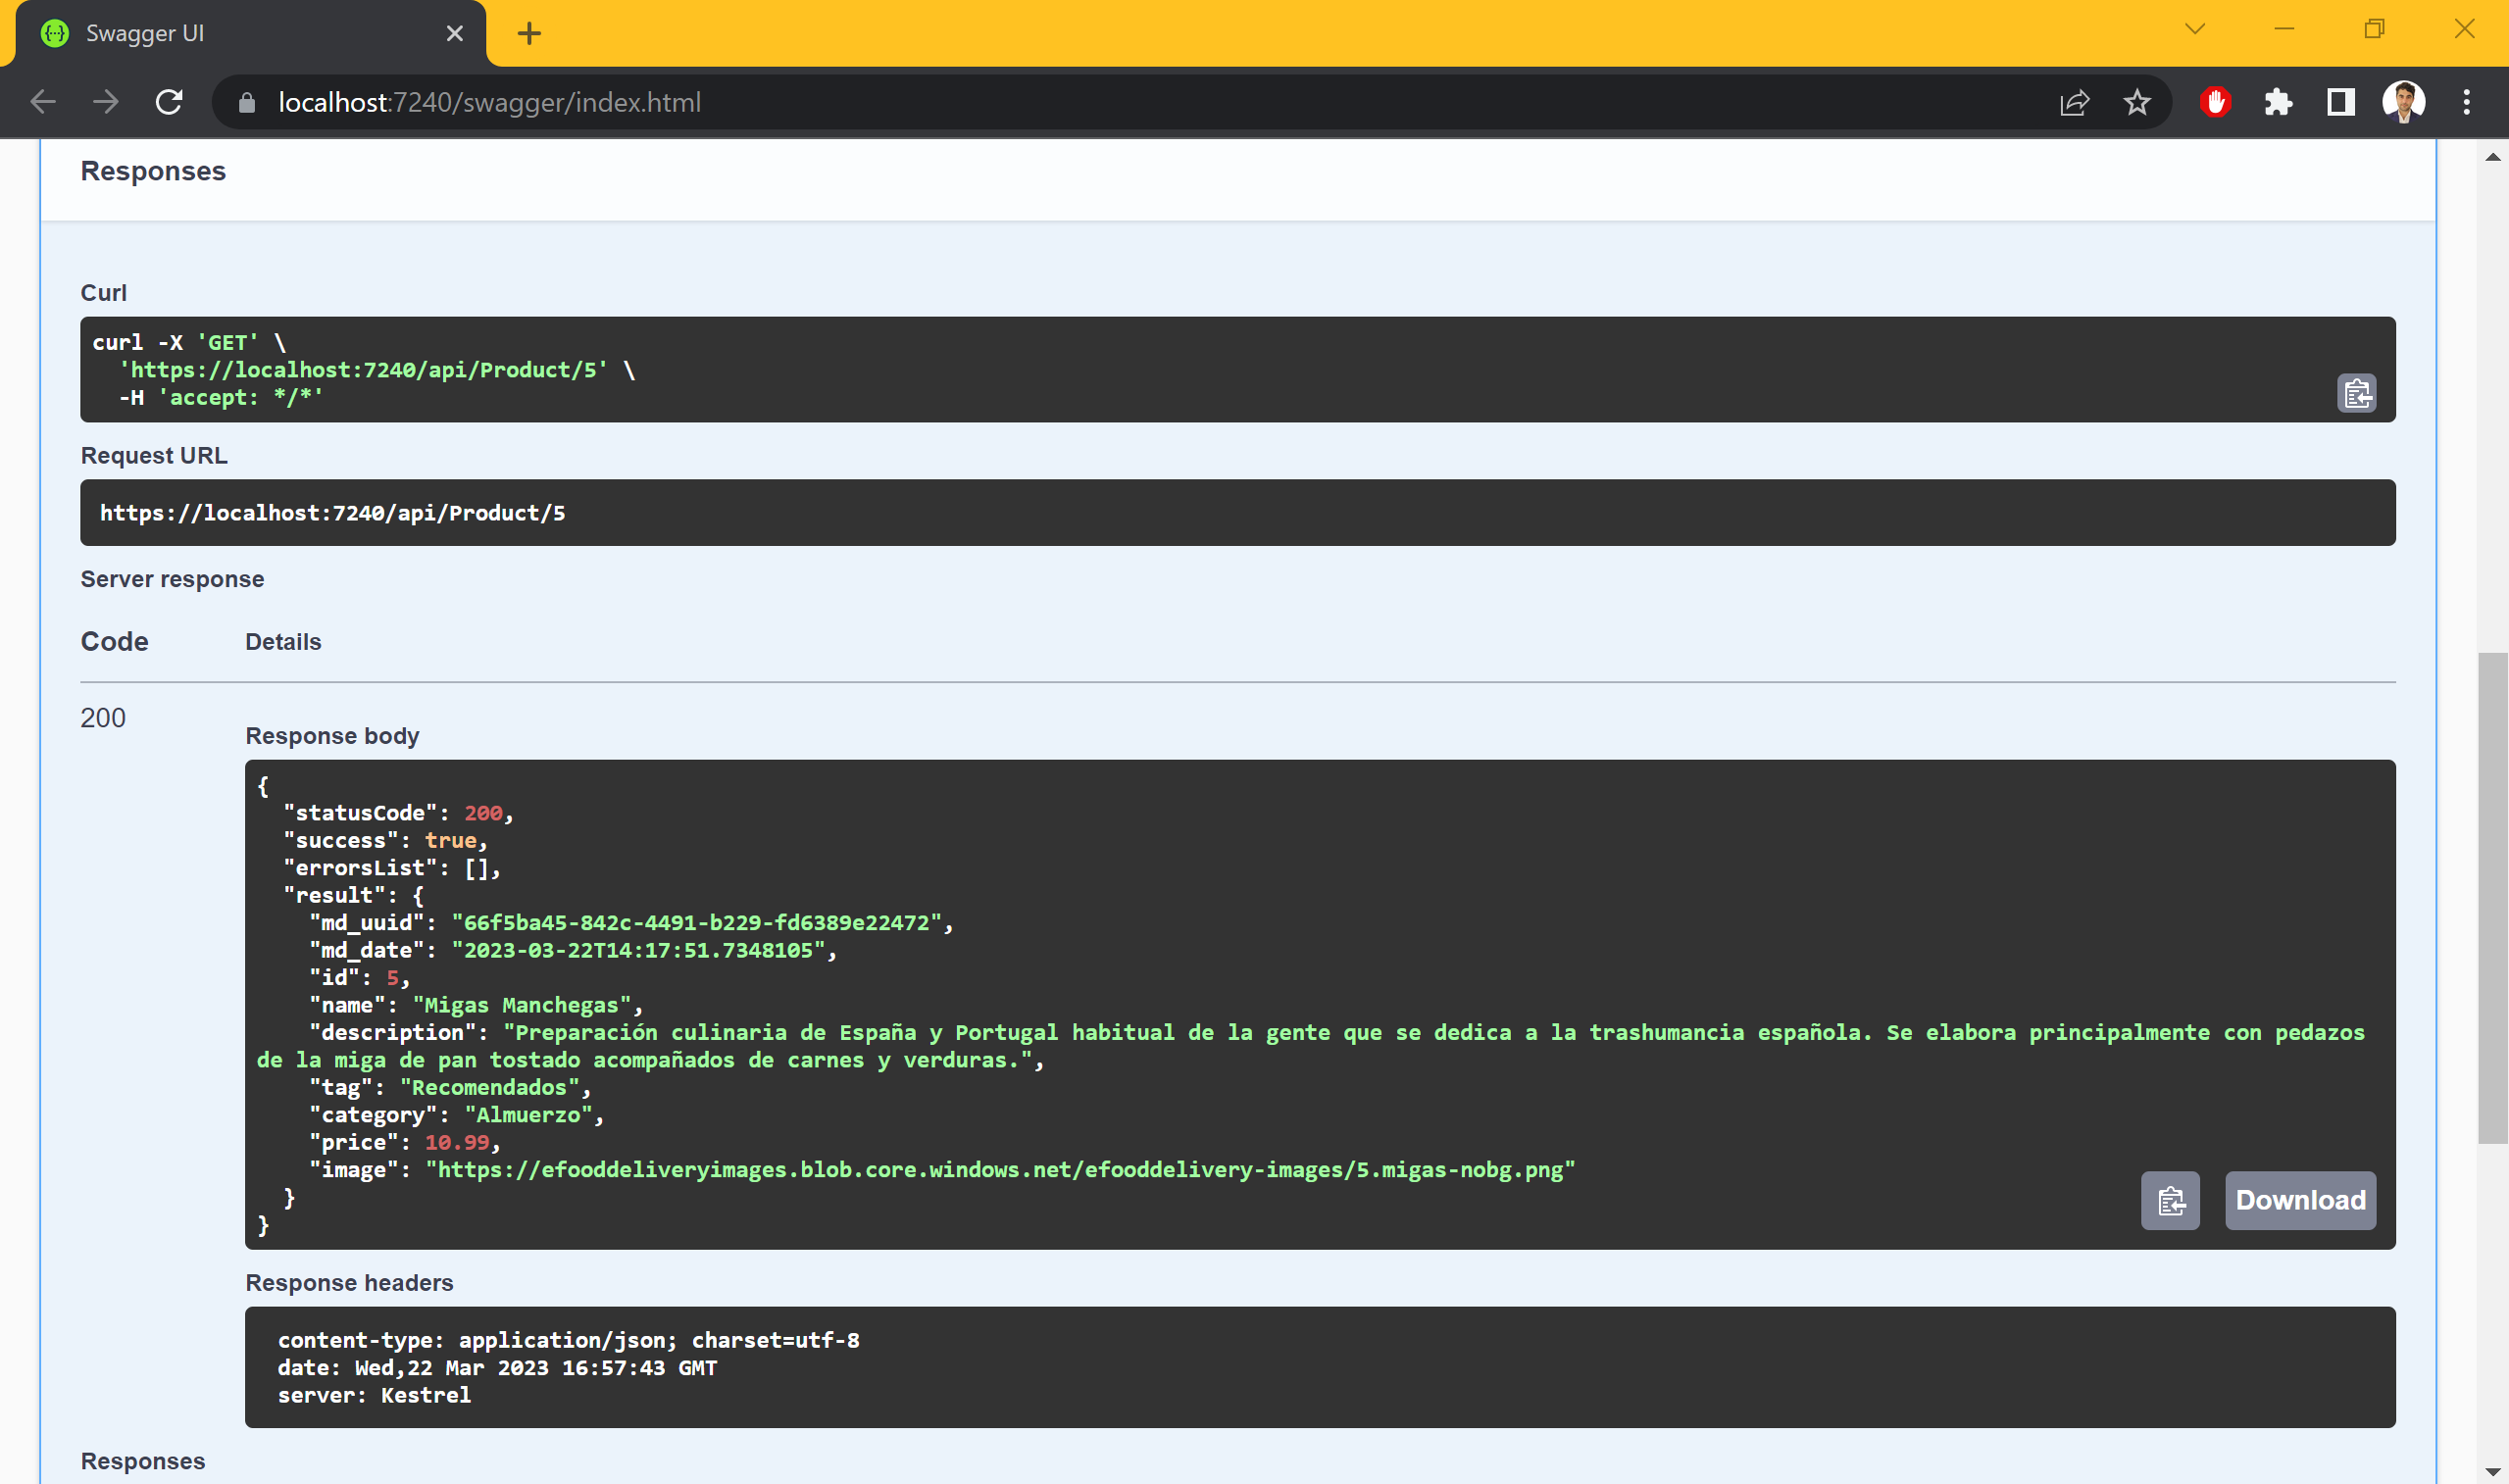 Swagger UI
localhost:7240/swagger/index.html
Responses
Curl
curl -X 'GET' \
'https://localhost:7240/api/Product/5' \
-H 'accept: */*'
Request URL
https://localhost:7240/api/Product/5
Server response
Code Details
200
Response body
{
"statusCode": 200,
"success": true,
"errorsList": [],
"result": {
"md_uuid": "66f5ba45-842c-4491-b229-fd6389e22472",
"md_date": "2023-03-22T14:17:51.7348105",
"id": 5,
"name": "Migas Manchegas",
"description": "Preparación culinaria de España y Portugal habitual de la gente que se dedica a la trashumancia española. Se elabora principalmente con pedazos
de la miga de pan tostado acompañados de carnes y verduras.",
"tag": "Recomendados",
"category": "Almuerzo",
"price": 10.99,
"image": "https://efooddeliveryimages.blob.core.windows.net/efooddelivery-images/5.migas-nobg.png"
}
}
Download
Response headers
content-type: application/json; charset=utf-8
date: Wed,22 Mar 2023 16:57:43 GMT
server: Kestrel
Responses